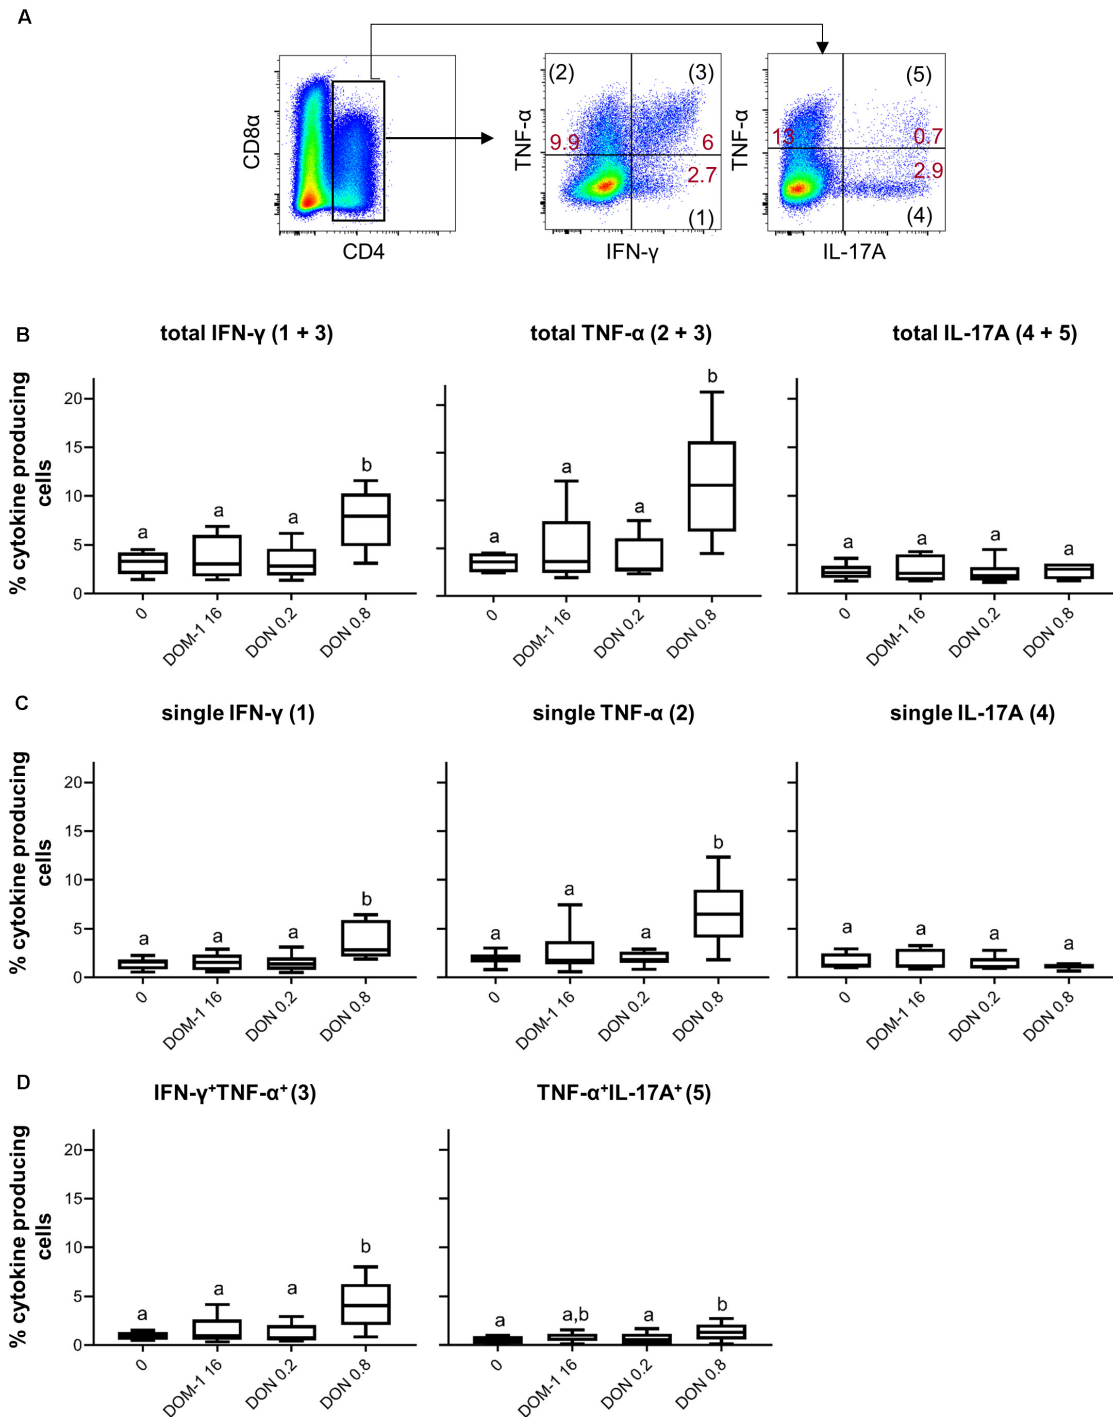 A
CD8α
CD4
(2)
(3)
9.9
6
2.7
(1)
TNF-α
IFN-γ
(5)
13
0.7
2.9
(4)
TNF-α
IL-17A
B
total IFN-γ (1 + 3)
total TNF-α (2 + 3)
total IL-17A (4 + 5)
% cytokine producing
cells
20
15
10
5
0
a
a
a
b
0
DOM-1 16
DON 0.2
DON 0.8
a
a
a
b
0
DOM-1 16
DON 0.2
DON 0.8
a
a
a
a
0
DOM-1 16
DON 0.2
DON 0.8
C
single IFN-γ (1)
single TNF-α (2)
single IL-17A (4)
% cytokine producing
cells
20
15
10
5
0
a
a
a
b
0
DOM-1 16
DON 0.2
DON 0.8
a
a
a
b
0
DOM-1 16
DON 0.2
DON 0.8
a
a
a
a
0
DOM-1 16
DON 0.2
DON 0.8
D
IFN-γ⁺TNF-α⁺ (3)
TNF-α⁺IL-17A⁺ (5)
% cytokine producing
cells
20
15
10
5
0
a
a
a
b
0
DOM-1 16
DON 0.2
DON 0.8
a
a,b
a
b
0
DOM-1 16
DON 0.2
DON 0.8